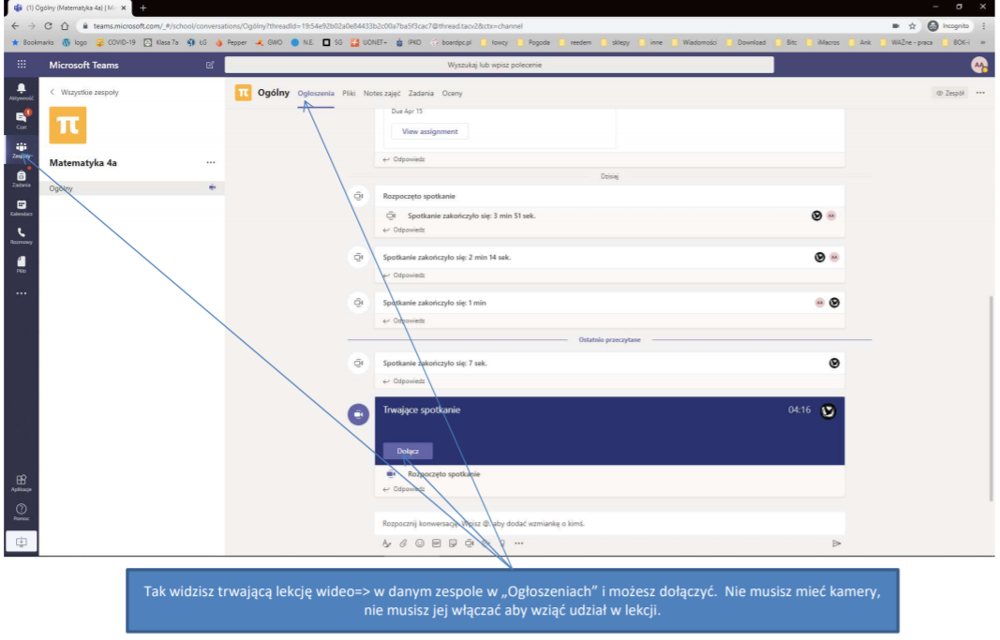 (1) Ogólny (Matematyka 4a) | Mi
teams.microsoft.com/_#/school/conversations/Ogólny?threadId=19:54e92b02a0e84433b2c00a7ba5f3cac7@thread.tacv2&ctx=channel
Incognito
Bookmarks logo COVID-19 Klasa 7a ŁG Pepper GWO N.E. SG UONET+ IPKO boardpc.pl łowcy Pogoda reedem sklepy inne Wiadomości Download Bitc iMacros Ank WAŻne - praca BOK-i
Microsoft Teams
Wyszukaj lub wpisz polecenie
AA
Aktywność
Czat
Zespoły
Zadania
Kalendarz
Rozmowy
Pliki
Aplikacje
Pomoc
Wszystkie zespoły
π
Matematyka 4a
Ogólny
π Ogólny Ogłoszenia Pliki Notes zajęć Zadania Oceny
Zespół
Due Apr 15
View assignment
Odpowiedz
Dzisiaj
Rozpoczęto spotkanie
Spotkanie zakończyło się: 3 min 51 sek.
AA
Odpowiedz
Spotkanie zakończyło się: 2 min 14 sek.
AA
Odpowiedz
Spotkanie zakończyło się: 1 min
AA
Odpowiedz
Ostatnio przeczytane
Spotkanie zakończyło się: 7 sek.
Odpowiedz
Trwające spotkanie 04:16
Dołącz
Rozpoczęto spotkanie
Odpowiedz
Rozpocznij konwersację. Wpisz @, aby dodać wzmiankę o kimś.
GIF
Tak widzisz trwającą lekcję wideo=> w danym zespole w „Ogłoszeniach” i możesz dołączyć. Nie musisz mieć kamery,
nie musisz jej włączać aby wziąć udział w lekcji.